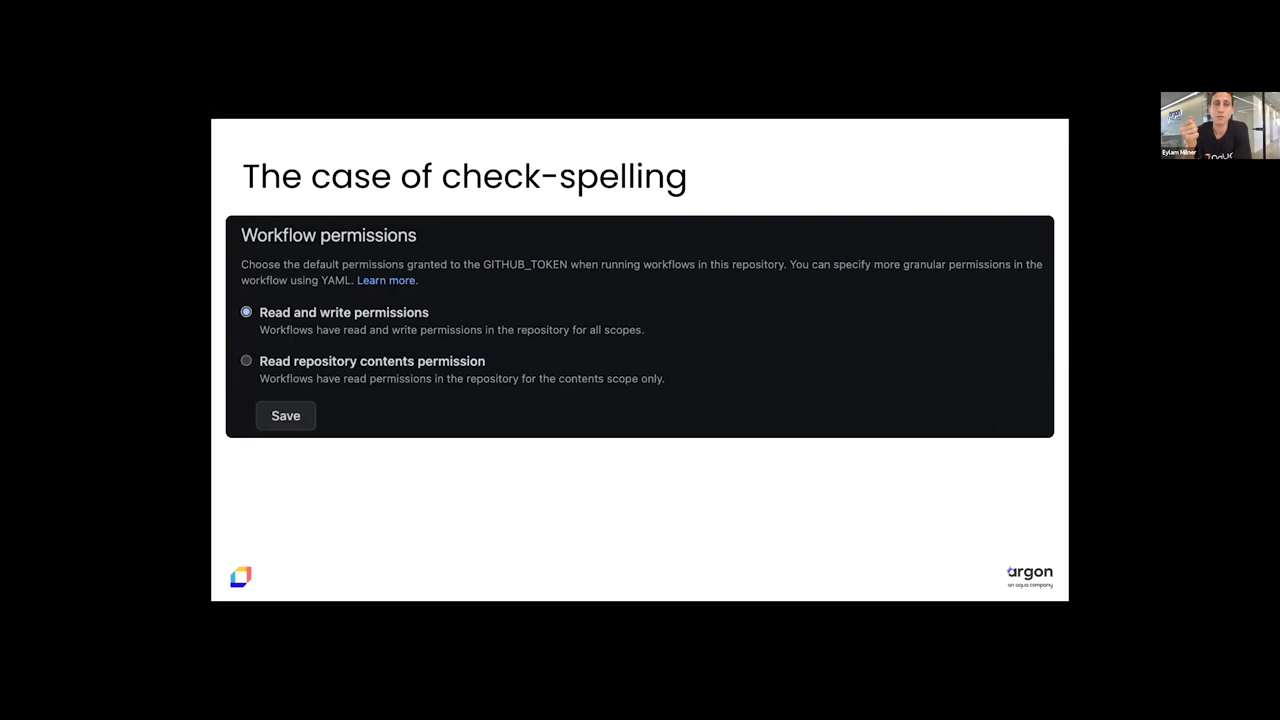 The case of check-spelling
Workflow permissions
Choose the default permissions granted to the GITHUB_TOKEN when running workflows in this repository. You can specify more granular permissions in the
workflow using YAML. Learn more.
Read and write permissions
Workflows have read and write permissions in the repository for all scopes.
Read repository contents permission
Workflows have read permissions in the repository for the contents scope only.
Save
argon
an aqua company
Eylam Milner